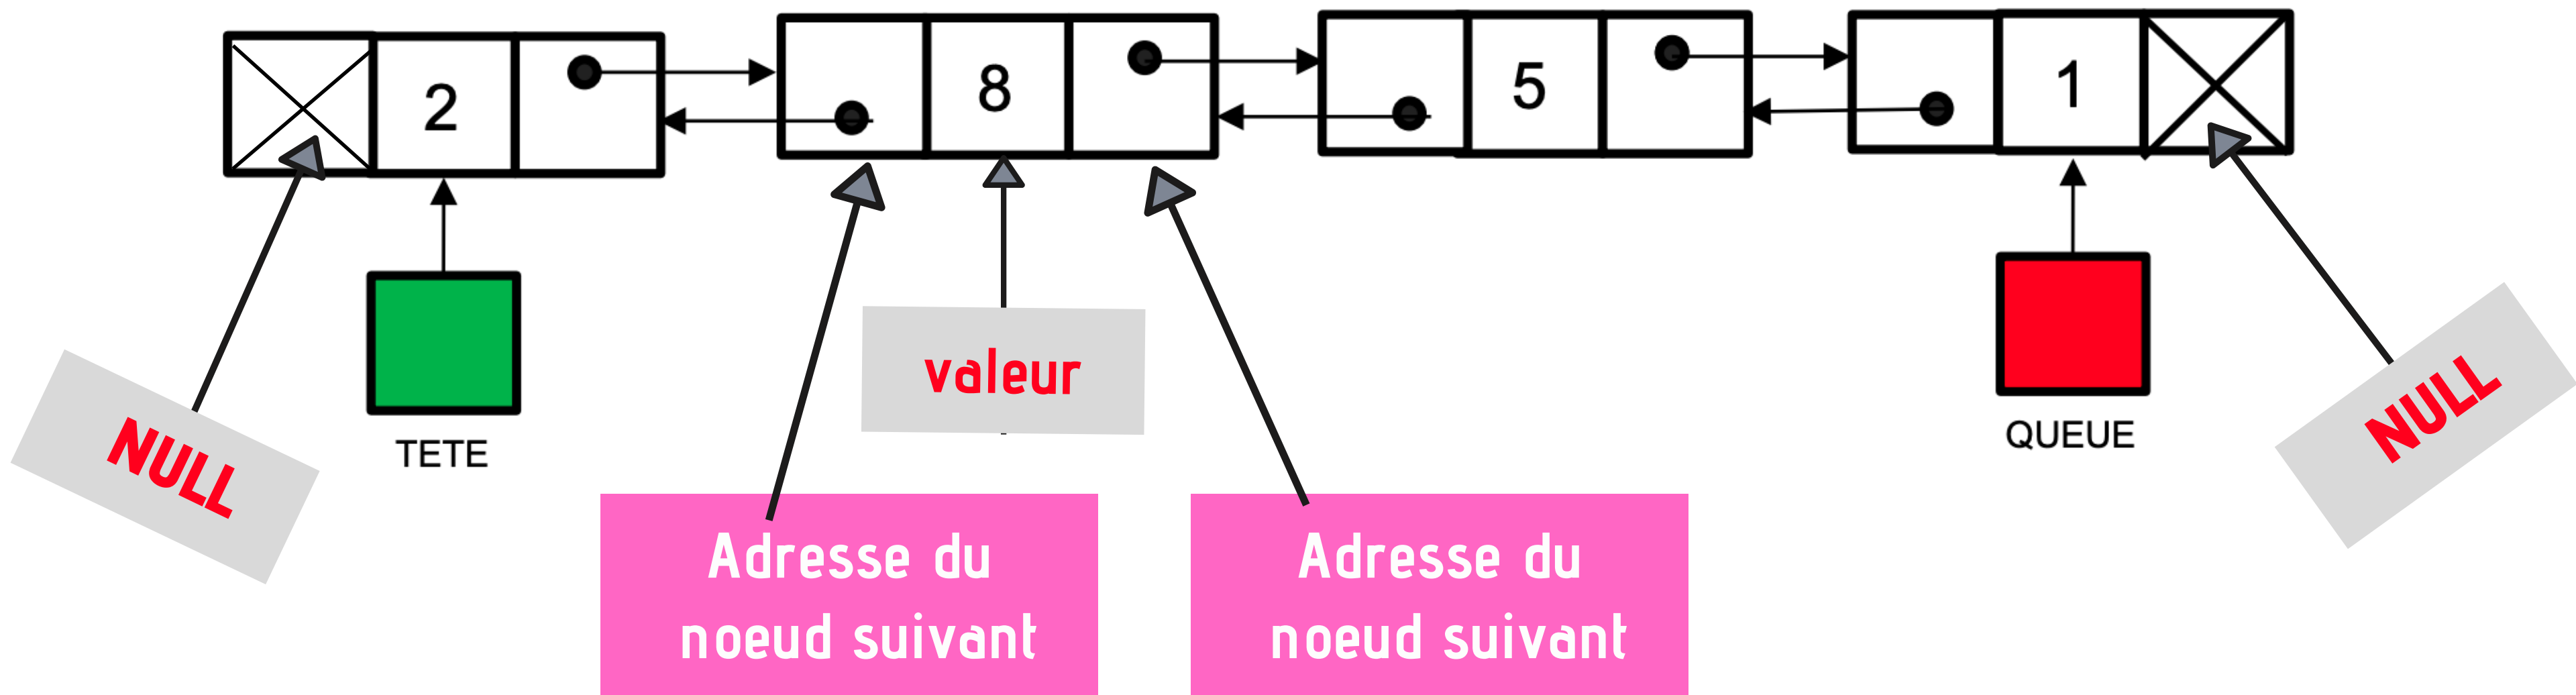 2
8
5
1
valeur
NULL
TETE
QUEUE
NULL
Adresse du
noeud suivant
Adresse du
noeud suivant